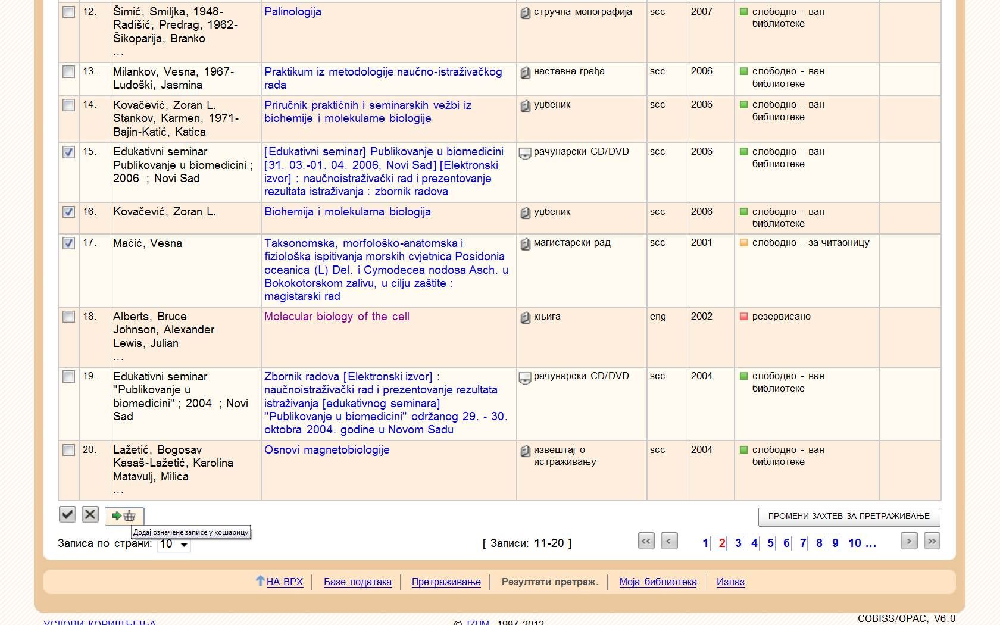 12. Šimić, Smiljka, 1948- Palinologija стручна монографија scc 2007 слободно - ван
Radišić, Predrag, 1962- библиотеке
Šikoparija, Branko
...
13. Milankov, Vesna, 1967- Praktikum iz metodologije naučno-istraživačkog наставна грађа scc 2006 слободно - ван
Ludoški, Jasmina rada библиотеке
14. Kovačević, Zoran L. Priručnik praktičnih i seminarskih vežbi iz уџбеник scc 2006 слободно - ван
Stankov, Karmen, 1971- biohemije i molekularne biologije библиотеке
Bajin-Katić, Katica
15. Edukativni seminar [Edukativni seminar] Publikovanje u biomedicini рачунарски CD/DVD scc 2006 слободно - ван
Publikovanje u biomedicini ; [31. 03.-01. 04. 2006, Novi Sad] [Elektronski библиотеке
2006 ; Novi Sad izvor] : naučnoistraživački rad i prezentovanje
rezultata istraživanja : zbornik radova
16. Kovačević, Zoran L. Biohemija i molekularna biologija уџбеник scc 2006 слободно - ван
библиотеке
17. Mačić, Vesna Taksonomska, morfološko-anatomska i магистарски рад scc 2001 слободно - за читаоницу
fiziološka ispitivanja morskih cvjetnica Posidonia
oceanica (L) Del. i Cymodecea nodosa Asch. u
Bokokotorskom zalivu, u cilju zaštite :
magistarski rad
18. Alberts, Bruce Molecular biology of the cell књига eng 2002 резервисано
Johnson, Alexander
Lewis, Julian
...
19. Edukativni seminar Zbornik radova [Elektronski izvor] : рачунарски CD/DVD scc 2004 слободно - ван
"Publikovanje u naučnoistraživački rad i prezentovanje rezultata библиотеке
biomedicini" ; 2004 ; Novi istraživanja [edukativnog seminara]
Sad "Publikovanje u biomedicini" održanog 29. - 30.
oktobra 2004. godine u Novom Sadu
20. Lažetić, Bogosav Osnovi magnetobiologije извештај о scc 2004 слободно - ван
Kasaš-Lažetić, Karolina истраживању библиотеке
Matavulj, Milica
...
ПРОМЕНИ ЗАХТЕВ ЗА ПРЕТРАЖИВАЊЕ
Додај означене записе у кошарицу
Записа по страни: 10 [ Записи: 11-20 ] << < 1 2 3 4 5 6 7 8 9 10 ... > >>
НА ВРХ Базе података Претраживање Резултати претраж. Моја библиотека Излаз
COBISS/OPAC, V6.0
УСЛОВИ КОРИШЋЕЊА © IZUM, 1997-2012